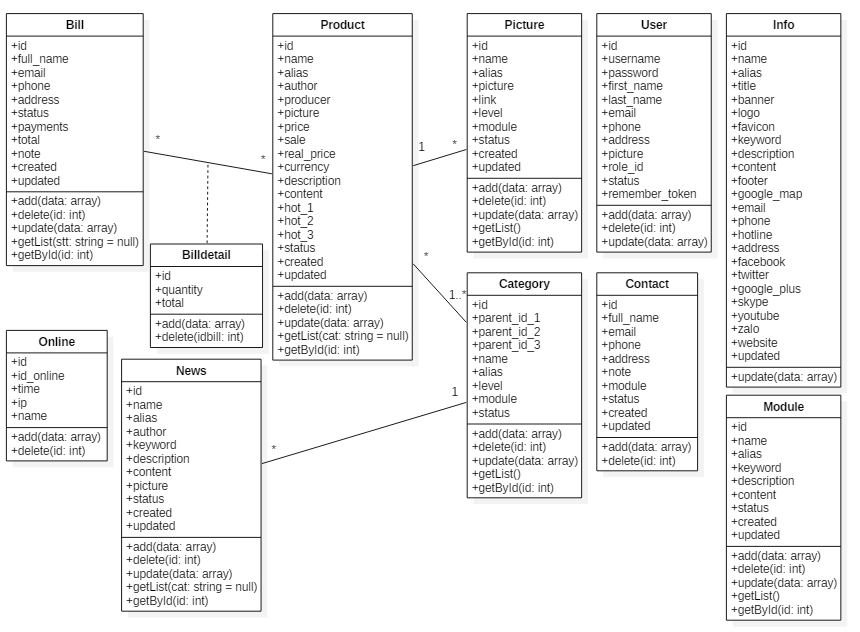 Bill
+id
+full_name
+email
+phone
+address
+status
+payments
+total
+note
+created
+updated
+add(data: array)
+delete(id: int)
+update(data: array)
+getList(stt: string = null)
+getById(id: int)
*
*
Product
+id
+name
+alias
+author
+producer
+picture
+price
+sale
+real_price
+currency
+description
+content
+hot_1
+hot_2
+hot_3
+status
+created
+updated
+add(data: array)
+delete(id: int)
+update(data: array)
+getList(cat: string = null)
+getById(id: int)
1
*
Picture
+id
+name
+alias
+picture
+link
+level
+module
+status
+created
+updated
+add(data: array)
+delete(id: int)
+update(data: array)
+getList()
+getById(id: int)
User
+id
+username
+password
+first_name
+last_name
+email
+phone
+address
+picture
+role_id
+status
+remember_token
+add(data: array)
+delete(id: int)
+update(data: array)
Info
+id
+name
+alias
+title
+banner
+logo
+favicon
+keyword
+description
+content
+footer
+google_map
+email
+phone
+hotline
+address
+facebook
+twitter
+google_plus
+skype
+youtube
+zalo
+website
+updated
+update(data: array)
Billdetail
+id
+quantity
+total
+add(data: array)
+delete(idbill: int)
*
1..*
Category
+id
+parent_id_1
+parent_id_2
+parent_id_3
+name
+alias
+level
+module
+status
+add(data: array)
+delete(id: int)
+update(data: array)
+getList()
+getById(id: int)
Contact
+id
+full_name
+email
+phone
+address
+note
+module
+status
+created
+updated
+add(data: array)
+delete(id: int)
Online
+id
+id_online
+time
+ip
+name
+add(data: array)
+delete(id: int)
News
+id
+name
+alias
+author
+keyword
+description
+content
+picture
+status
+created
+updated
+add(data: array)
+delete(id: int)
+update(data: array)
+getList(cat: string = null)
+getById(id: int)
*
1
Module
+id
+name
+alias
+keyword
+description
+content
+status
+created
+updated
+add(data: array)
+delete(id: int)
+update(data: array)
+getList()
+getById(id: int)